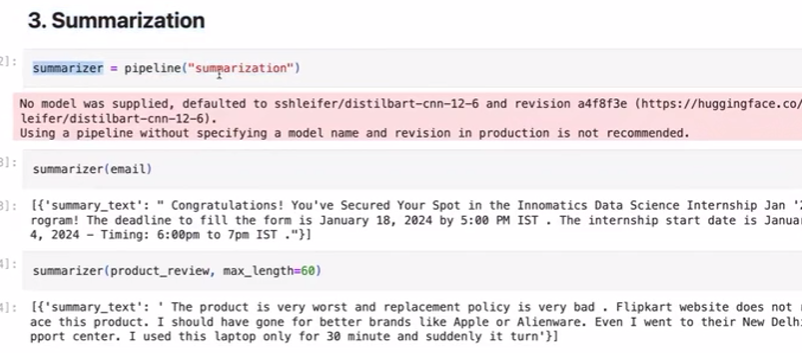 3. Summarization
2]:
summarizer = pipeline("summarization")
No model was supplied, defaulted to sshleifer/distilbart-cnn-12-6 and revision a4f8f3e (https://huggingface.co/
leifer/distilbart-cnn-12-6).
Using a pipeline without specifying a model name and revision in production is not recommended.
3]:
summarizer(email)
3]:
[{'summary_text': " Congratulations! You've Secured Your Spot in the Innomatics Data Science Internship Jan '2
rogram! The deadline to fill the form is January 18, 2024 by 5:00 PM IST . The internship start date is Janua
4, 2024 - Timing: 6:00pm to 7pm IST ."}]
4]:
summarizer(product_review, max_length=60)
4]:
[{'summary_text': ' The product is very worst and replacement policy is very bad . Flipkart website does not
ace this product. I should have gone for better brands like Apple or Alienware. Even I went to their New Delh
pport center. I used this laptop only for 30 minute and suddenly it turn'}]